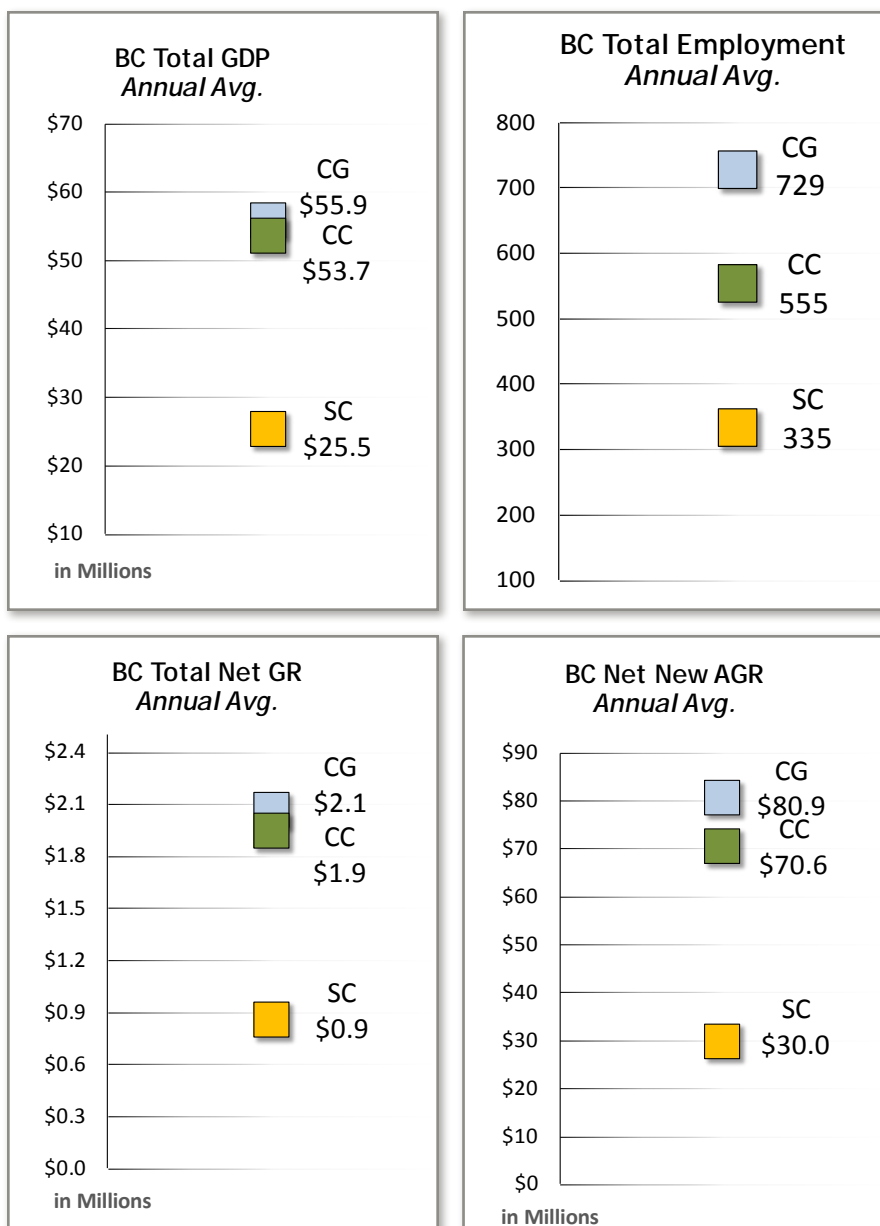 BC Total GDP
Annual Avg.
$70
$60
$50
$40
$30
$20
$10
CG
$55.9
CC
$53.7
SC
$25.5
in Millions
BC Total Employment
Annual Avg.
800
700
600
500
400
300
200
100
CG
729
CC
555
SC
335
BC Total Net GR
Annual Avg.
$2.4
$2.1
$1.8
$1.5
$1.2
$0.9
$0.6
$0.3
$0.0
CG
$2.1
CC
$1.9
SC
$0.9
in Millions
BC Net New AGR
Annual Avg.
$90
$80
$70
$60
$50
$40
$30
$20
$10
$0
CG
$80.9
CC
$70.6
SC
$30.0
in Millions